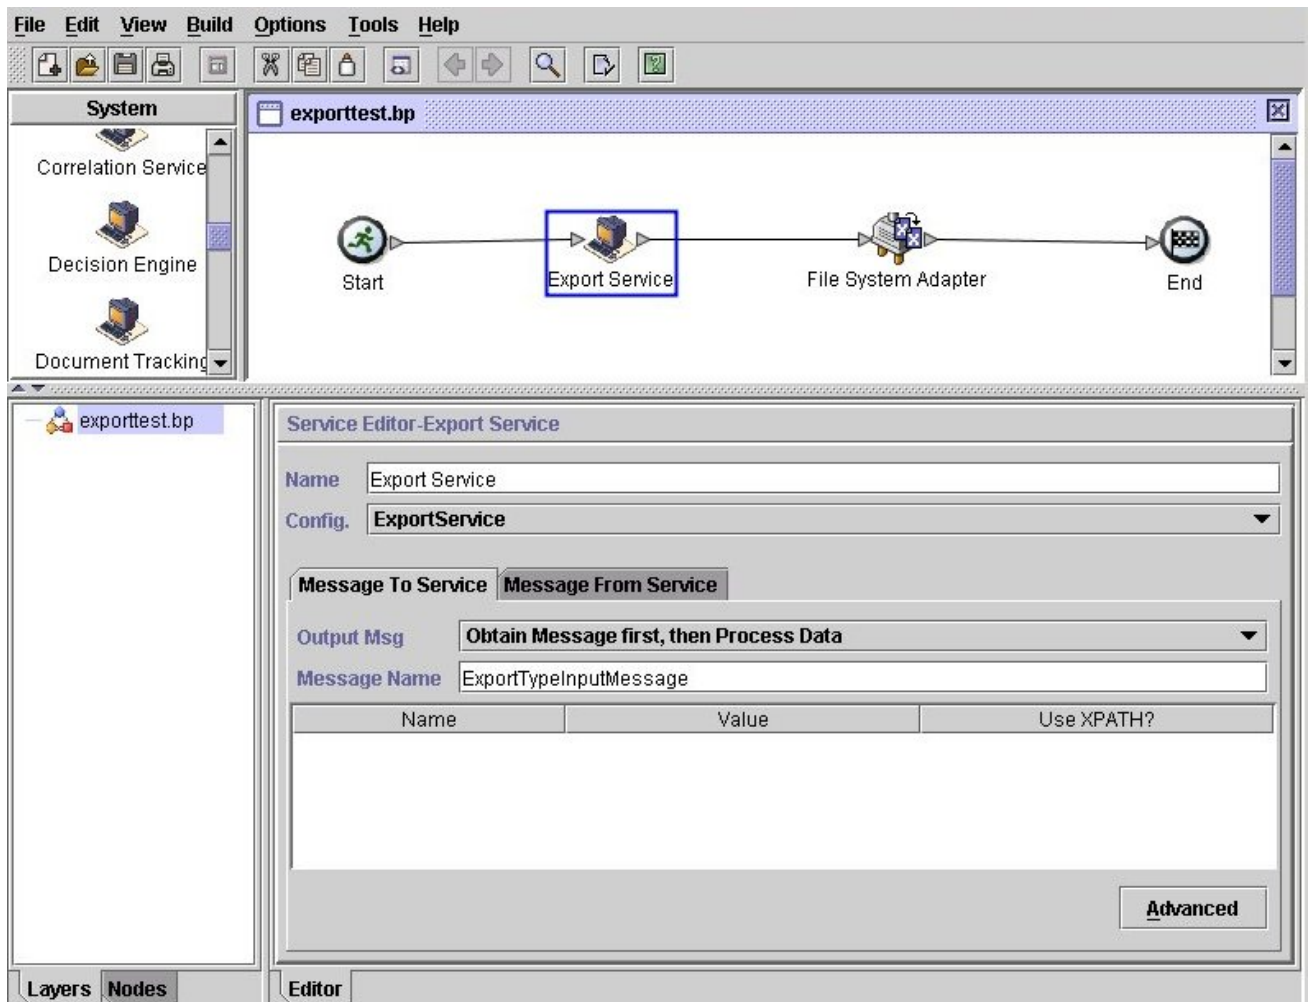 File Edit View Build Options Tools Help
System
exporttest.bp
Correlation Service
Decision Engine
Document Tracking
Start
Export Service
File System Adapter
End
exporttest.bp
Service Editor-Export Service
Name Export Service
Config. ExportService
Message To Service Message From Service
Output Msg Obtain Message first, then Process Data
Message Name ExportTypeInputMessage
Name Value Use XPATH?
Advanced
Layers Nodes
Editor